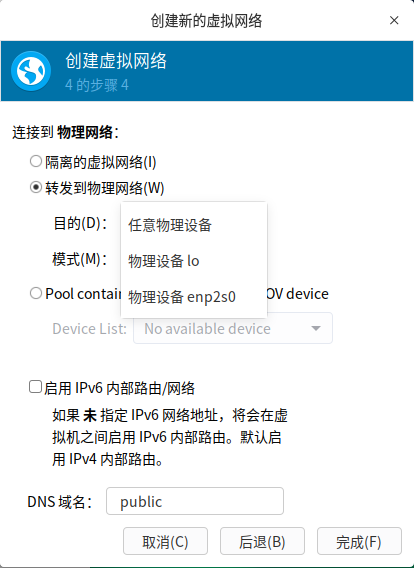 创建新的虚拟网络
创建虚拟网络
4 的步骤 4
连接到 物理网络：
隔离的虚拟网络(I)
转发到物理网络(W)
目的(D)：
任意物理设备
模式(M)：
物理设备 lo
Pool contain
OV device
物理设备 enp2s0
Device List:
No available device
启用 IPv6 内部路由/网络
如果 未 指定 IPv6 网络地址，将会在虚
拟机之间启用 IPv6 内部路由。默认启
用 IPv4 内部路由。
DNS 域名：
public
取消(C)
后退(B)
完成(F)